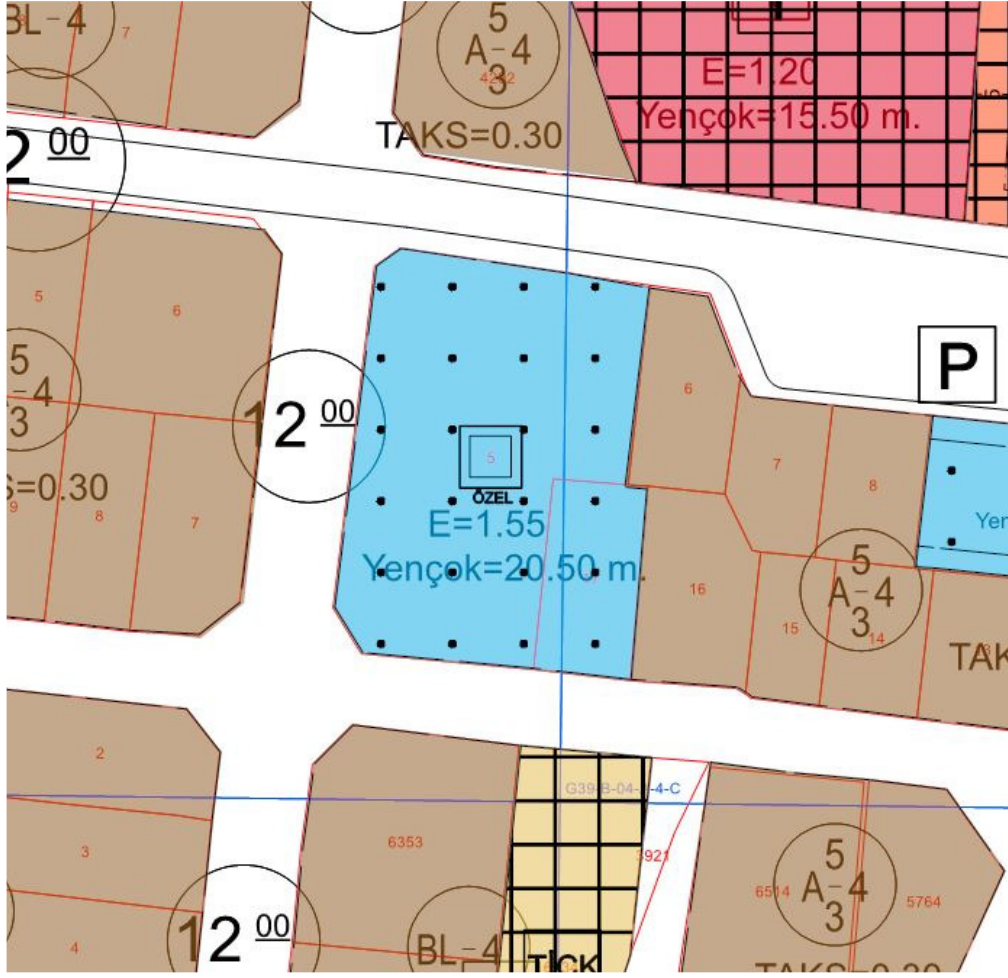 BL-4
7
5
A-4
3
TAKS=0.30
E=1.20
Yençok=15.50 m.
2 00
5
6
5
-4
3
S=0.30
9
8
7
12 00
5
ÖZEL
E=1.55
Yençok=20.50 m.
P
6
7
8
Yen
16
15
14
5
A-4
3
TAK
2
3
4
6353
G39-B-04-
-4-C
3921
12 00
BL-4
TİCK
6514
5
A-4
3
5764
TAKS=0.30